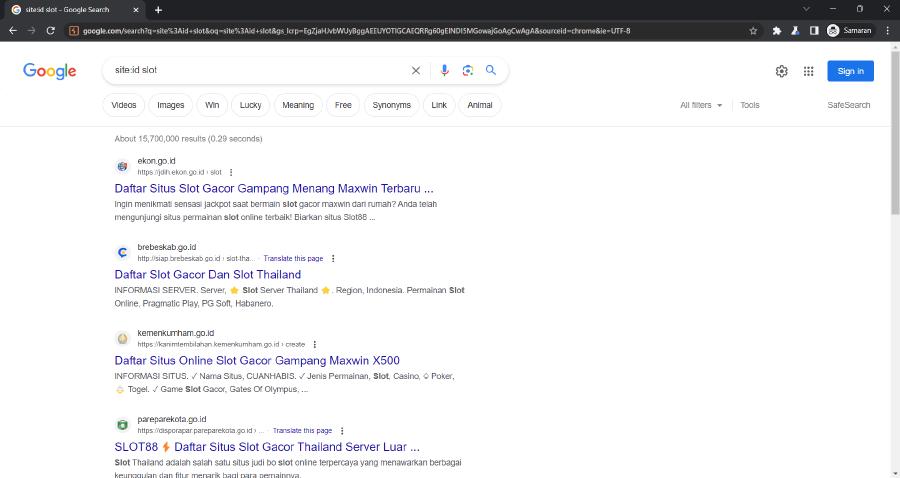 site:id slot - Google Search
google.com/search?q=site%3Aid+slot&oq=site%3Aid+slot&gs_lcrp=EgZjaHJvbWUyBggAEEUYOTIGCAEQRRg60gEINDI5MGowajGoAgCwAgA&sourceid=chrome&ie=UTF-8
Samaran
Google
site:id slot
Sign in
Videos Images Win Lucky Meaning Free Synonyms Link Animal All filters Tools SafeSearch
About 15,700,000 results (0.29 seconds)
ekon.go.id
https://jdih.ekon.go.id › slot
Daftar Situs Slot Gacor Gampang Menang Maxwin Terbaru ...
Ingin menikmati sensasi jackpot saat bermain slot gacor maxwin dari rumah? Anda telah
mengunjungi situs permainan slot online terbaik! Biarkan situs Slot88 ...
brebeskab.go.id
http://siap.brebeskab.go.id › slot-tha... · Translate this page
Daftar Slot Gacor Dan Slot Thailand
INFORMASI SERVER. Server, ⭐ Slot Server Thailand ⭐. Region, Indonesia. Permainan Slot
Online, Pragmatic Play, PG Soft, Habanero.
kemenkumham.go.id
https://kanimtembilahan.kemenkumham.go.id › create
Daftar Situs Online Slot Gacor Gampang Maxwin X500
INFORMASI SITUS. ✓ Nama Situs, CUANHABIS. ✓ Jenis Permainan, Slot, Casino, ♤ Poker,
Togel. ✓ Game Slot Gacor, Gates Of Olympus, ...
pareparekota.go.id
https://disporapar.pareparekota.go.id › ... · Translate this page
SLOT88 ⚡ Daftar Situs Slot Gacor Thailand Server Luar ...
Slot Thailand adalah salah satu situs judi bo slot online terpercaya yang menawarkan berbagai
keunggulan dan fitur menarik bagi para pemainnya.